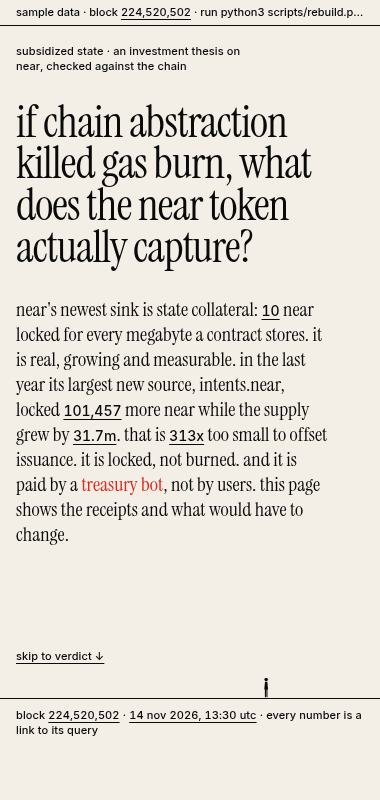 sample data · block 224,520,502 · run python3 scripts/rebuild.p...
subsidized state · an investment thesis on
near, checked against the chain
if chain abstraction
killed gas burn, what
does the near token
actually capture?
near's newest sink is state collateral: 10 near
locked for every megabyte a contract stores. it
is real, growing and measurable. in the last
year its largest new source, intents.near,
locked 101,457 more near while the supply
grew by 31.7m. that is 313x too small to offset
issuance. it is locked, not burned. and it is
paid by a treasury bot, not by users. this page
shows the receipts and what would have to
change.
skip to verdict ↓
block 224,520,502 · 14 nov 2026, 13:30 utc · every number is a
link to its query